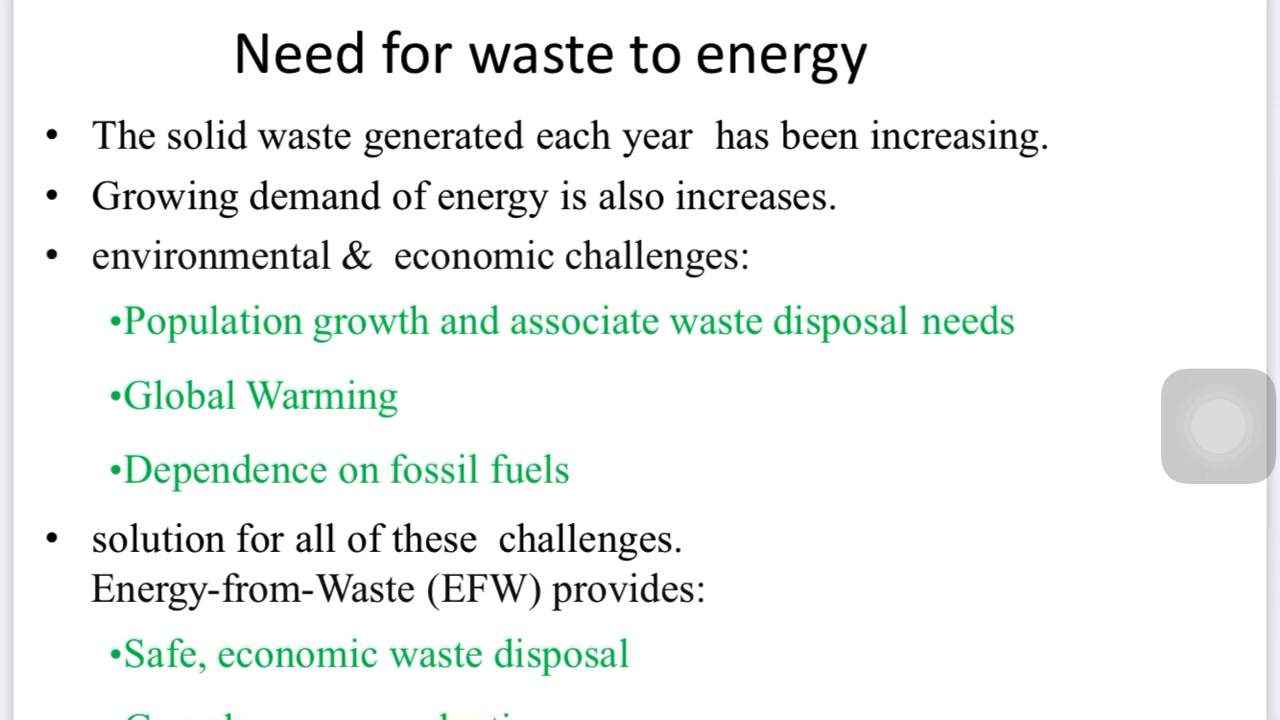 Need for waste to energy
• The solid waste generated each year  has been increasing.
• Growing demand of energy is also increases.
• environmental &  economic challenges:
•Population growth and associate waste disposal needs
•Global Warming
•Dependence on fossil fuels
• solution for all of these  challenges.
Energy-from-Waste (EFW) provides:
•Safe, economic waste disposal